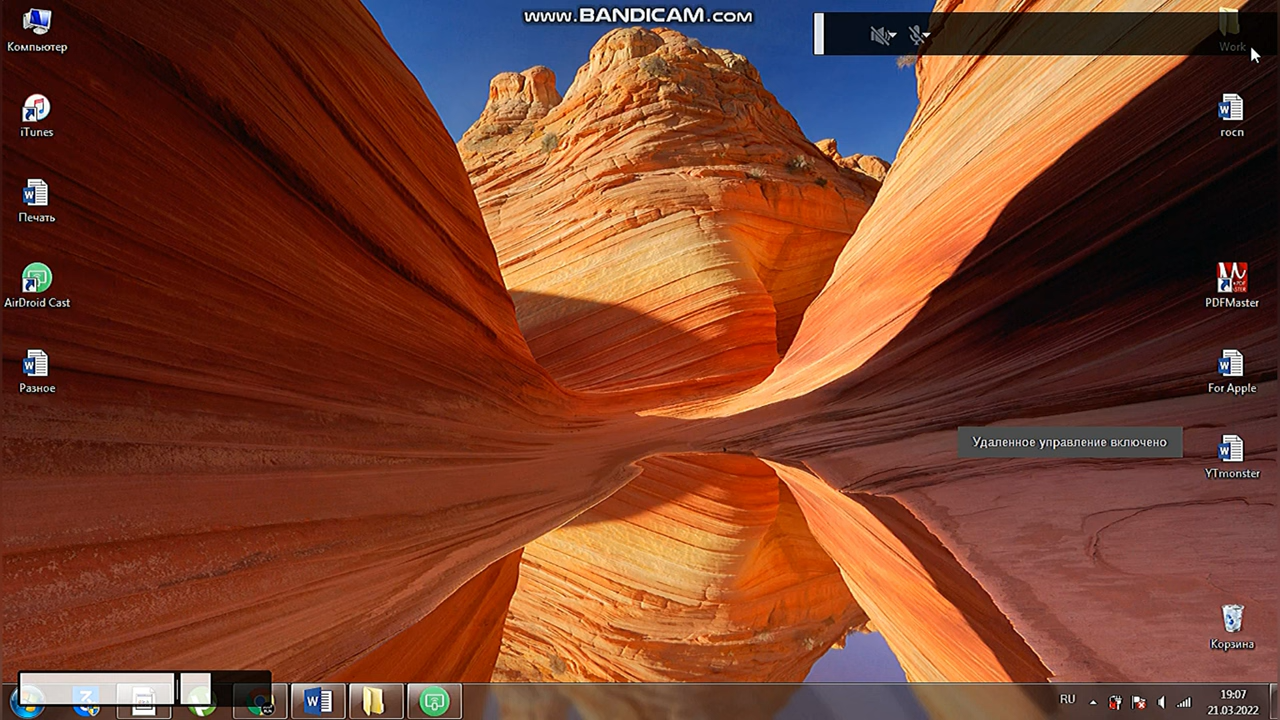 www.BANDICAM.com
Компьютер
iTunes
Печать
AirDroid Cast
Разное
Work
госп
PDFMaster
For Apple
Удаленное управление включено
YTmonster
Корзина
RU
19:07
21.03.2022